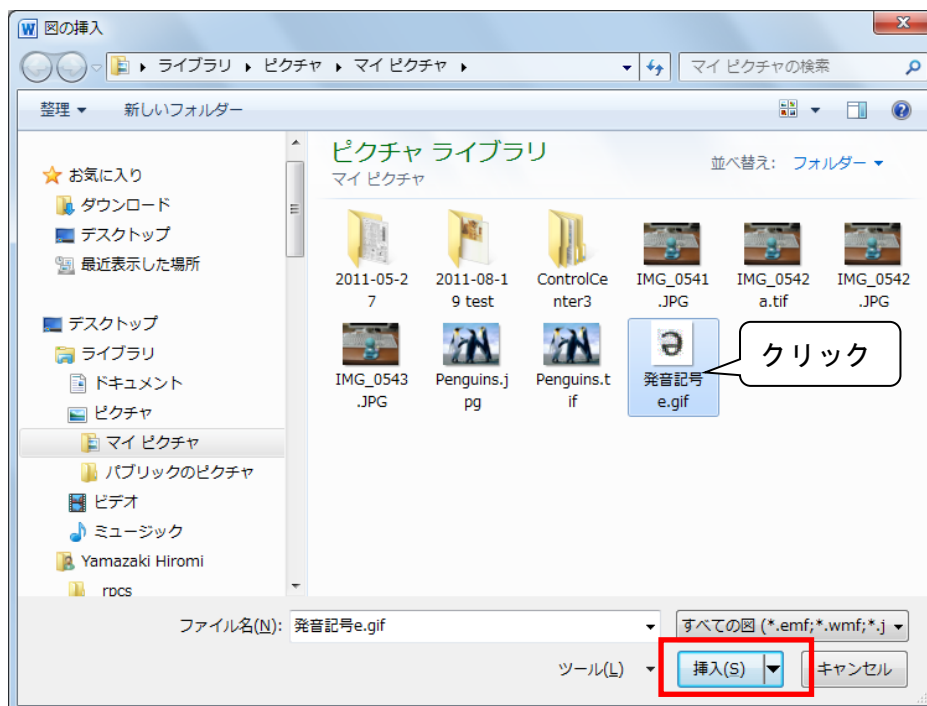 図の挿入
ライブラリ ピクチャ マイ ピクチャ
マイ ピクチャの検索
整理 新しいフォルダー
お気に入り
ダウンロード
デスクトップ
最近表示した場所
デスクトップ
ライブラリ
ドキュメント
ピクチャ
マイ ピクチャ
パブリックのピクチャ
ビデオ
ミュージック
Yamazaki Hiromi
rpcs
ピクチャ ライブラリ
マイ ピクチャ
並べ替え: フォルダー
2011-05-2
7
2011-08-1
9 test
ControlCe
nter3
IMG_0541
.JPG
IMG_0542
a.tif
IMG_0542
.JPG
IMG_0543
.JPG
Penguins.j
pg
Penguins.t
if
ə
発音記号
e.gif
クリック
ファイル名(N): 発音記号e.gif
すべての図 (*.emf;*.wmf;*.j
ツール(L) 挿入(S) キャンセル